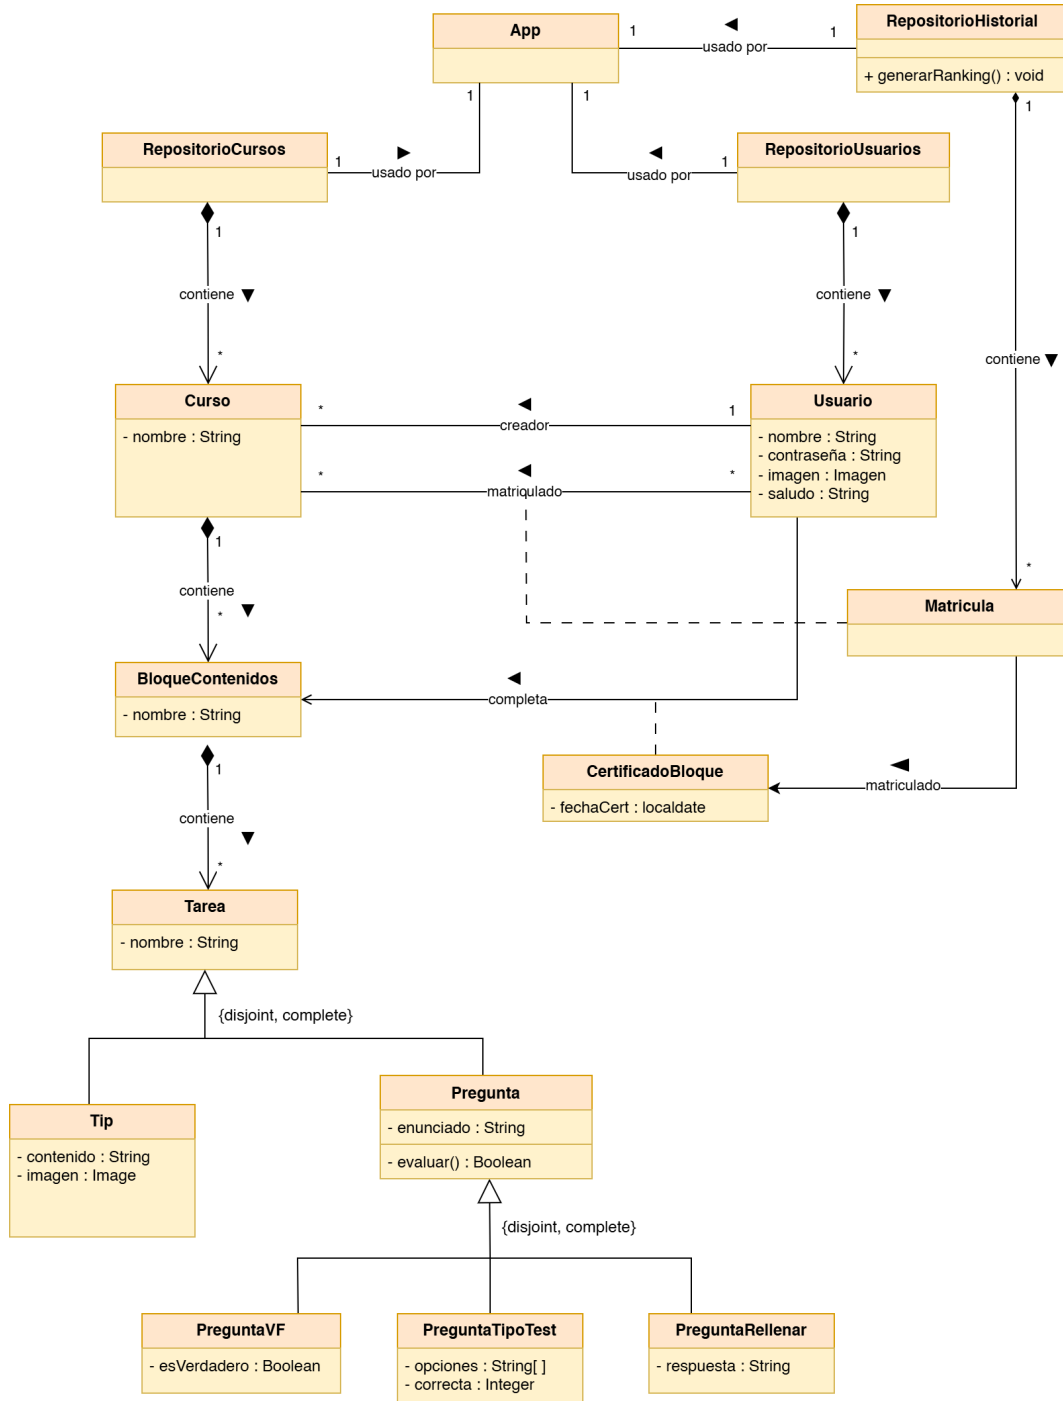 App
RepositorioHistorial
+ generarRanking() : void
1
◀
1
usado por
1
1
1
RepositorioCursos
1
▶
usado por
◀
usado por
1
RepositorioUsuarios
1
contiene ▼
*
1
contiene ▼
*
1
contiene ▼
*
Curso
- nombre : String
*
◀
creador
1
*
◀
matriculado
*
Usuario
- nombre : String
- contraseña : String
- imagen : Imagen
- saludo : String
1
contiene
* ▼
Matricula
BloqueContenidos
- nombre : String
◀
completa
CertificadoBloque
- fechaCert : localdate
◀
matriculado
1
contiene
▼
*
Tarea
- nombre : String
{disjoint, complete}
Tip
- contenido : String
- imagen : Image
Pregunta
- enunciado : String
- evaluar() : Boolean
{disjoint, complete}
PreguntaVF
- esVerdadero : Boolean
PreguntaTipoTest
- opciones : String[ ]
- correcta : Integer
PreguntaRellenar
- respuesta : String